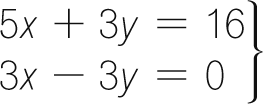 5x + 3y = 16
3x − 3y = 0